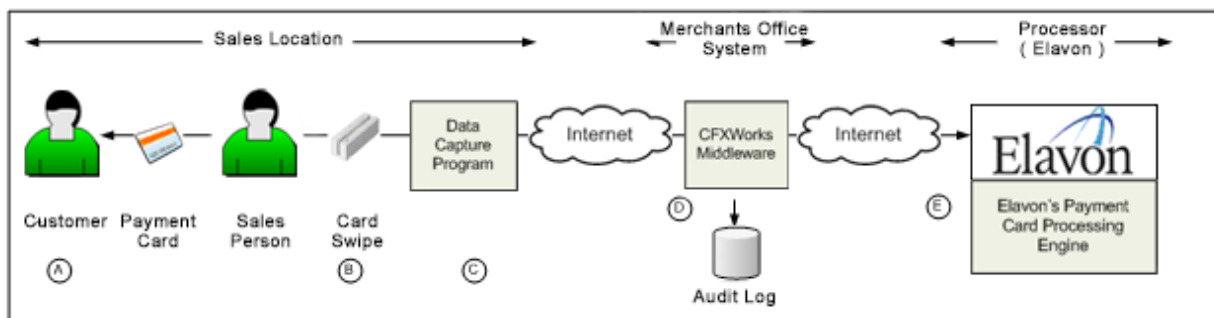 Sales Location
Merchants Office
System
Processor
( Elavon )
Data
Capture
Program
Internet
CFXWorks
Middleware
Internet
Elavon
Elavon's Payment
Card Processing
Engine
Customer
Payment
Card
Sales
Person
Card
Swipe
A
B
C
D
E
Audit Log